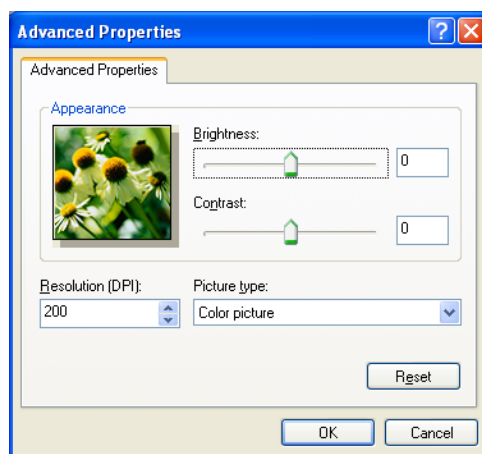 Advanced Properties
Advanced Properties
Appearance
Brightness:
0
Contrast:
0
Resolution (DPI):
200
Picture type:
Color picture
Reset
OK
Cancel